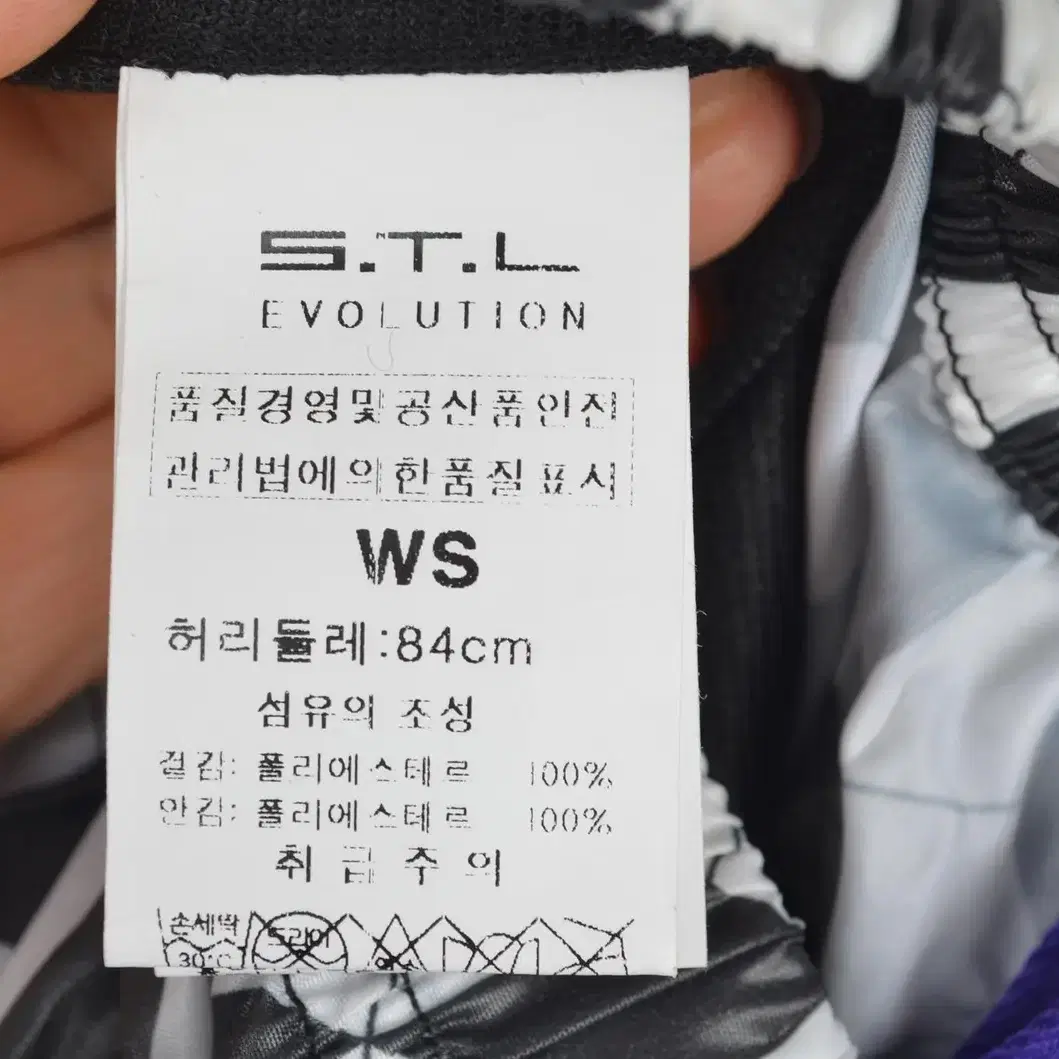 S.T.L
EVOLUTION
품질경영및공산품안전
관리법에의한품질표시
WS
허리둘레:84cm
섬유의 조성
겉감: 폴리에스테르 100%
안감: 폴리에스테르 100%
취급주의
손세탁 드라이
30°C